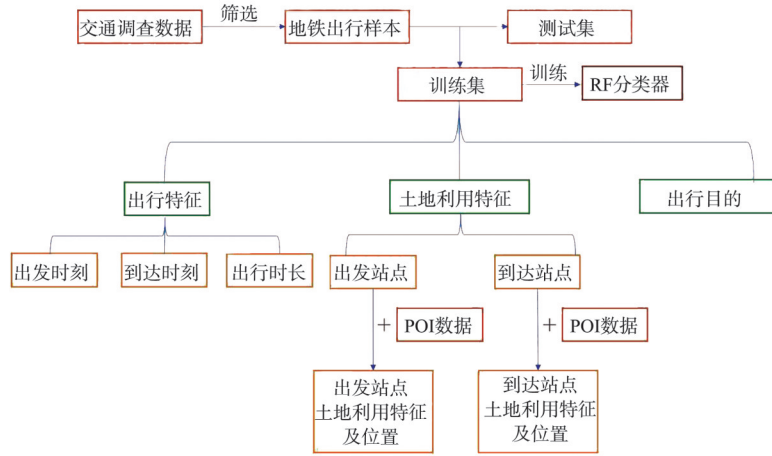 交通调查数据
筛选
地铁出行样本
测试集
训练集
训练
RF分类器
出行特征
土地利用特征
出行目的
出发时刻
到达时刻
出行时长
出发站点
到达站点
+
POI数据
+
POI数据
出发站点
土地利用特征
及位置
到达站点
土地利用特征
及位置